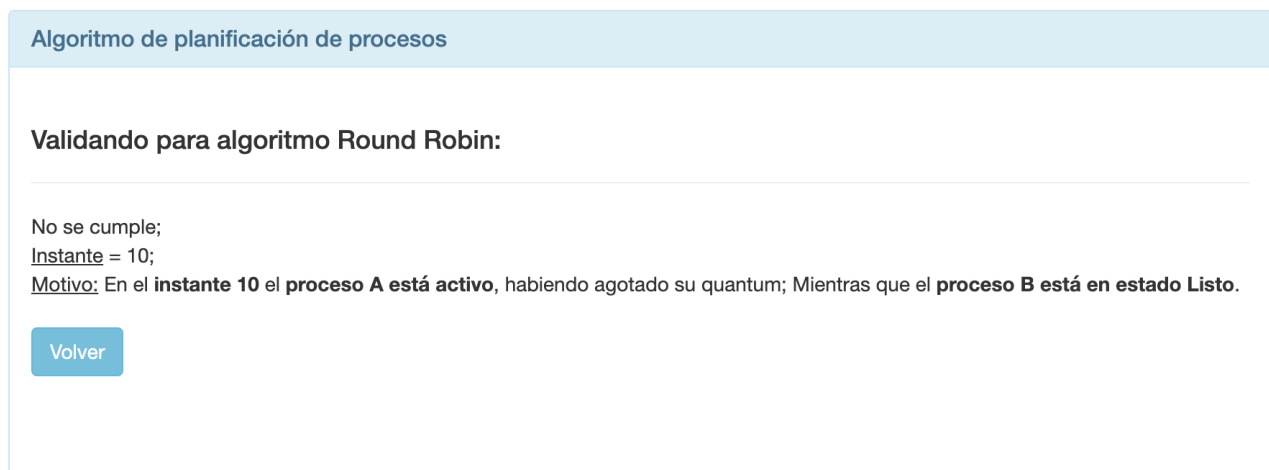 Algoritmo de planificación de procesos
Validando para algoritmo Round Robin:
No se cumple;
Instante = 10;
Motivo: En el instante 10 el proceso A está activo, habiendo agotado su quantum; Mientras que el proceso B está en estado Listo.
Volver